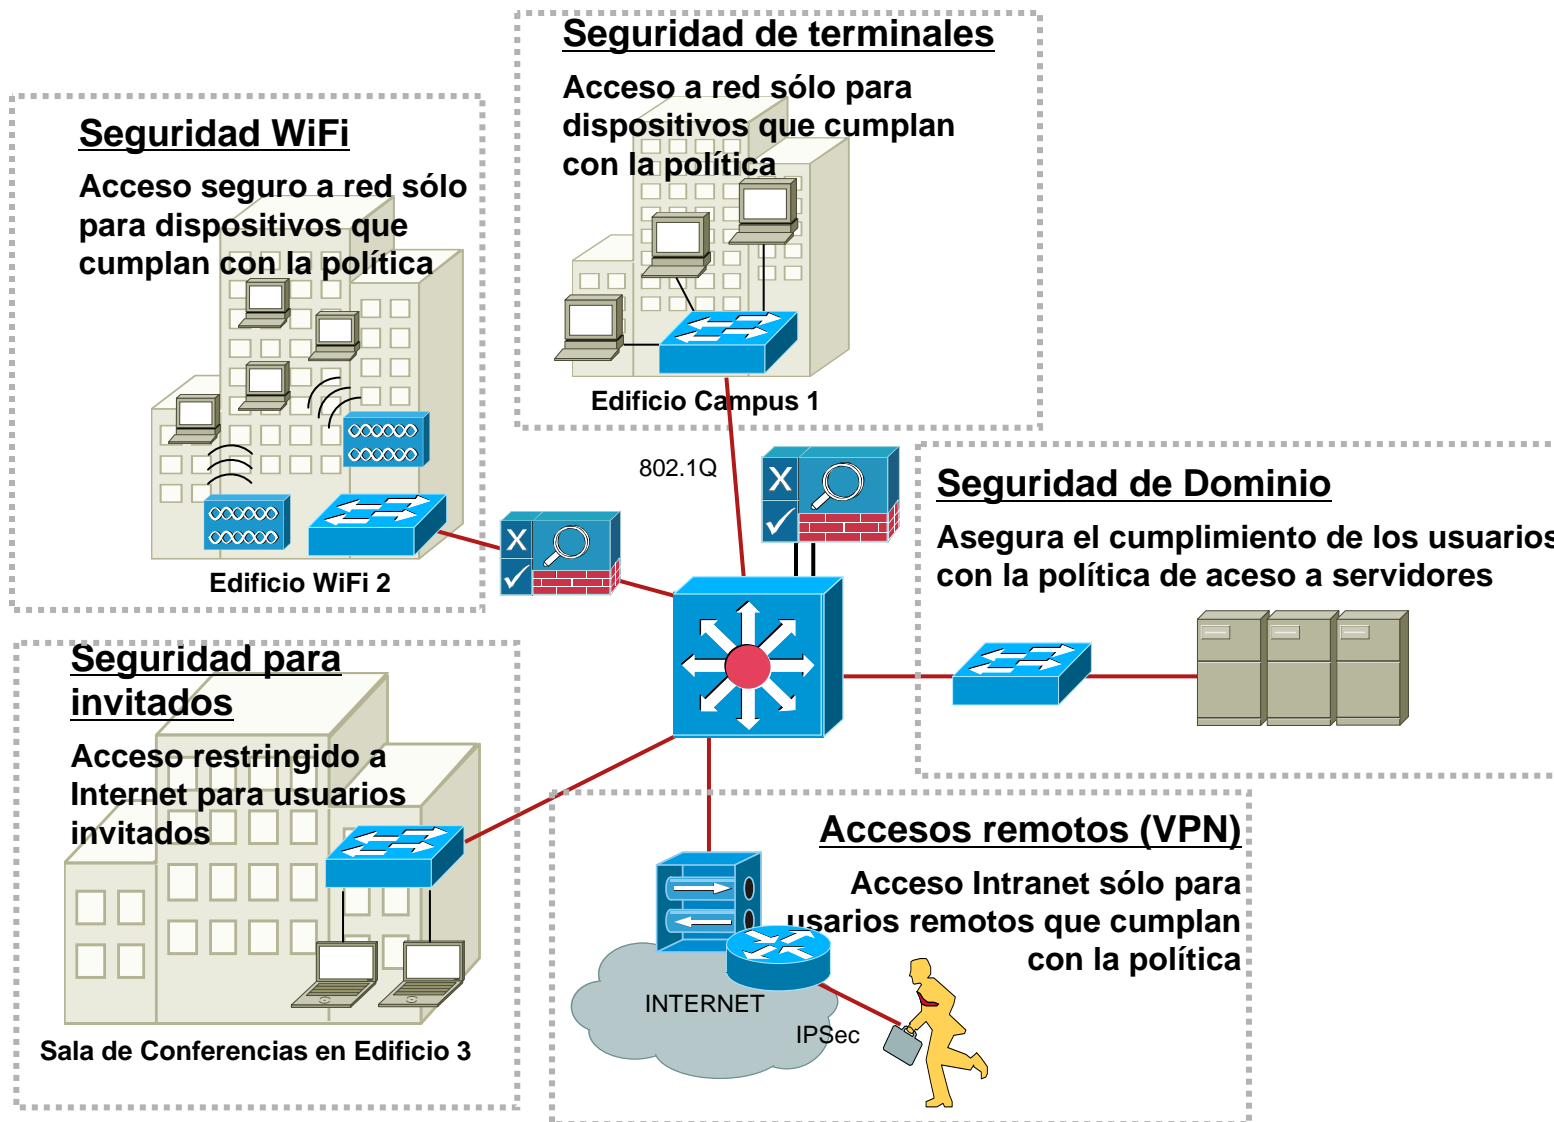 Seguridad de terminales
Acceso a red sólo para
dispositivos que cumplan
con la política
Edificio Campus 1
Seguridad WiFi
Acceso seguro a red sólo
para dispositivos que
cumplan con la política
Edificio WiFi 2
802.1Q
X
X
Seguridad de Dominio
Asegura el cumplimiento de los usuarios
con la política de aceso a servidores
Seguridad para
invitados
Acceso restringido a
Internet para usuarios
invitados
Sala de Conferencias en Edificio 3
Accesos remotos (VPN)
Acceso Intranet sólo para
usarios remotos que cumplan
con la política
INTERNET
IPSec